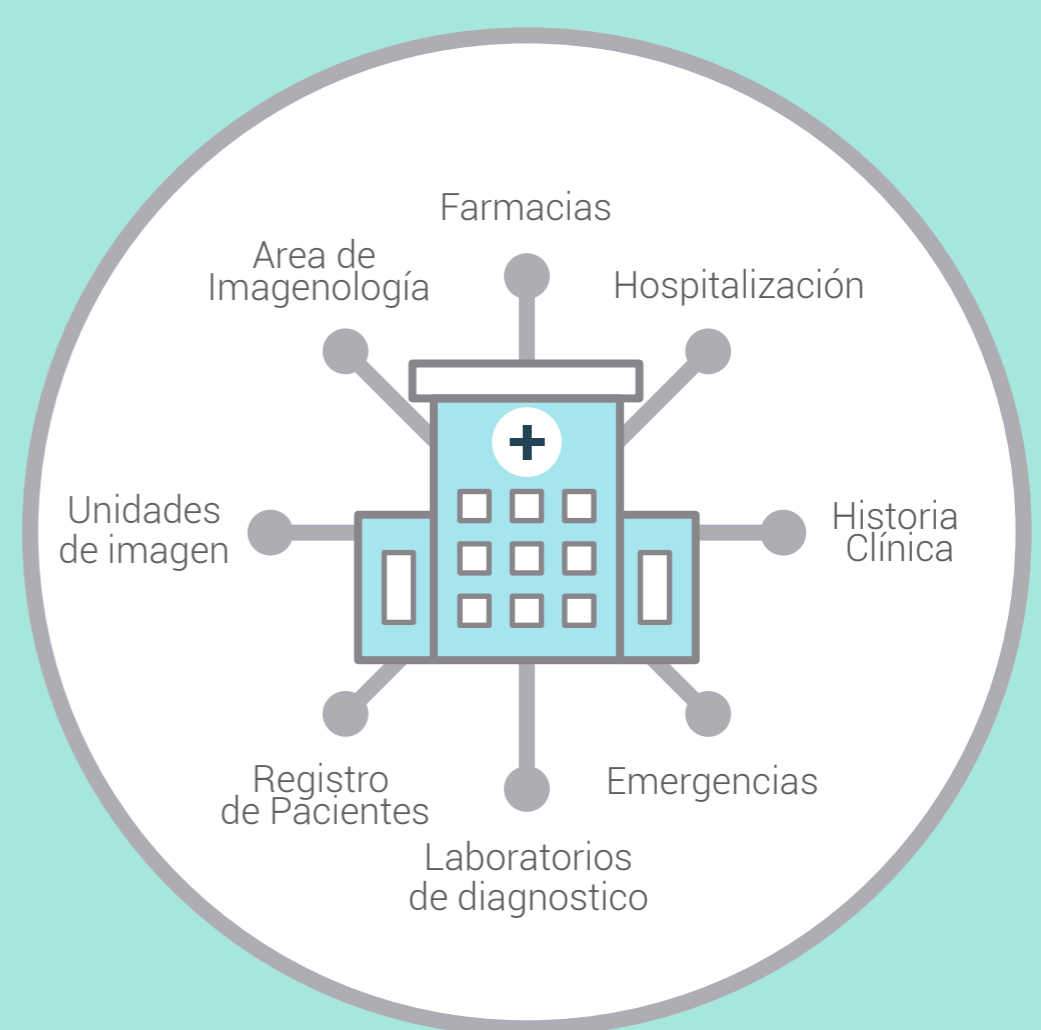 Farmacias
Area de
Imagenología
Hospitalización
Unidades
de imagen
Historia
Clínica
Registro
de Pacientes
Emergencias
Laboratorios
de diagnostico